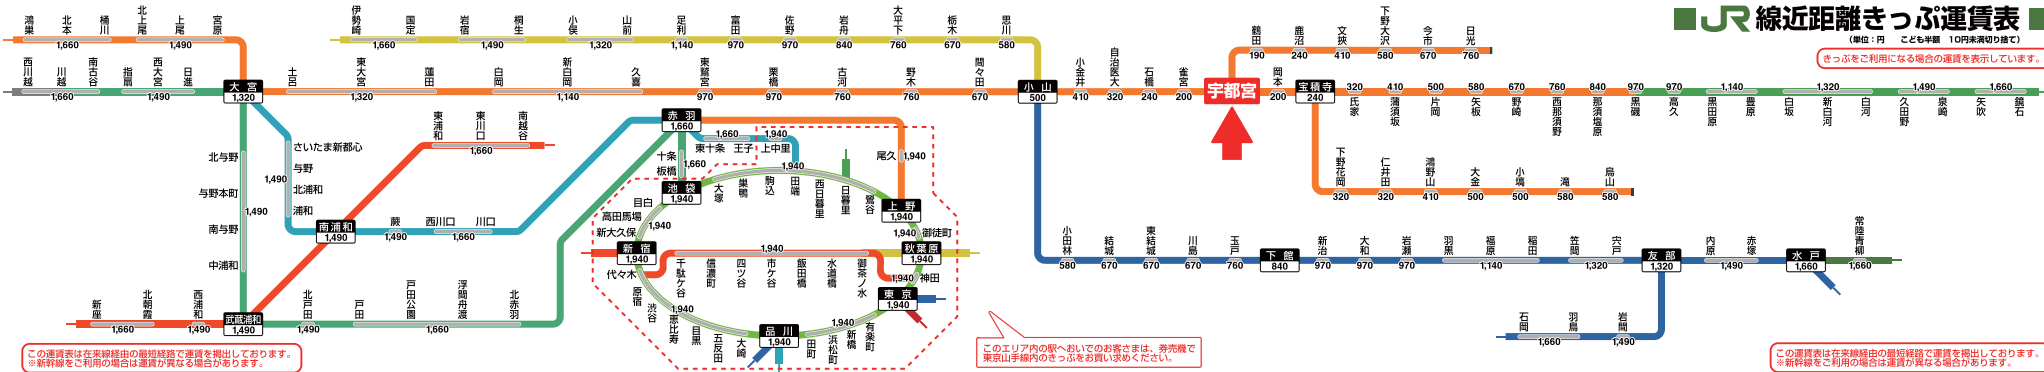 JR線近距離きっぷ運賃表
(単位：円　こども半額　10円未満切り捨て)
きっぷをご利用になる場合の運賃を表示しています。
鴻巣 北本 桶川 北上尾 上尾 宮原
1,660 1,490
伊勢崎 国定 岩宿 桐生 小俣 山前 足利 富田 佐野 岩舟 大平下 栃木 思川
1,660 1,490 1,320 1,140 970 970 840 760 670 580
西川越 川越 南古谷 指扇 西大宮 日進
1,660 1,490
大宮
1,320
土呂 東大宮 蓮田 白岡 新白岡 久喜 東鷲宮 栗橋 古河 野木 間々田
1,320 1,140 970 970 760 760 670
小山
500
小金井 自治医大 石橋 雀宮
410 320 240 200
宇都宮
鶴田 鹿沼 文挾 下野大沢 今市 日光
190 240 410 580 670 760
岡本
200
宝積寺
240
320 410 500 580 670 760 840 970 970 1,140 1,320 1,490 1,660
氏家 蒲須坂 片岡 矢板 野崎 西那須野 那須塩原 黒磯 高久 黒田原 豊原 白坂 新白河 白河 久田野 泉崎 矢吹 鏡石
下野花岡 仁井田 鴻野山 大金 小塙 滝 烏山
320 320 410 500 500 580 580
小田林 結城 東結城 川島 玉戸
580 670 670 670 760
下館
840
新治 大和 岩瀬 羽黒 福原 稲田 笠間 宍戸
970 970 970 1,140 1,320
友部
1,320
内原 赤塚
1,490
水戸
1,660
常陸青柳
1,660
石岡 羽鳥 岩間
1,660 1,490
北与野
与野本町
南与野
中浦和
1,490
さいたま新都心
与野
北浦和
浦和
1,490
東浦和 東川口 南越谷
1,660
南浦和
1,490
蕨 西川口 川口
1,490 1,660
赤羽
1,660
1,660 1,940
東十条 王子 上中里
十条
板橋
1,660
尾久
1,940
池袋
1,940
1,940
大塚 巣鴨 駒込 田端 西日暮里 日暮里 鶯谷
上野
1,940
目白
高田馬場
新大久保
1,940
新宿
1,940
1,940
御徒町
秋葉原
1,940
1,940
神田
代々木
千駄ケ谷 信濃町 四ツ谷 市ケ谷 飯田橋 水道橋 御茶ノ水
1,940
東京
1,940
原宿 渋谷 恵比寿 目黒 五反田 大崎
1,940
品川
1,940
田町 浜松町 新橋 有楽町
1,940
新座 北朝霞 西浦和
1,660 1,490
武蔵浦和
1,490
北戸田 戸田 戸田公園 浮間舟渡 北赤羽
1,490 1,660
この運賃表は在来線経由の最短経路で運賃を掲出しております。
※新幹線をご利用の場合は運賃が異なる場合があります。
このエリア内の駅へおいでのお客さまは、券売機で
東京山手線内のきっぷをお買い求めください。
この運賃表は在来線経由の最短経路で運賃を掲出しております。
※新幹線をご利用の場合は運賃が異なる場合があります。